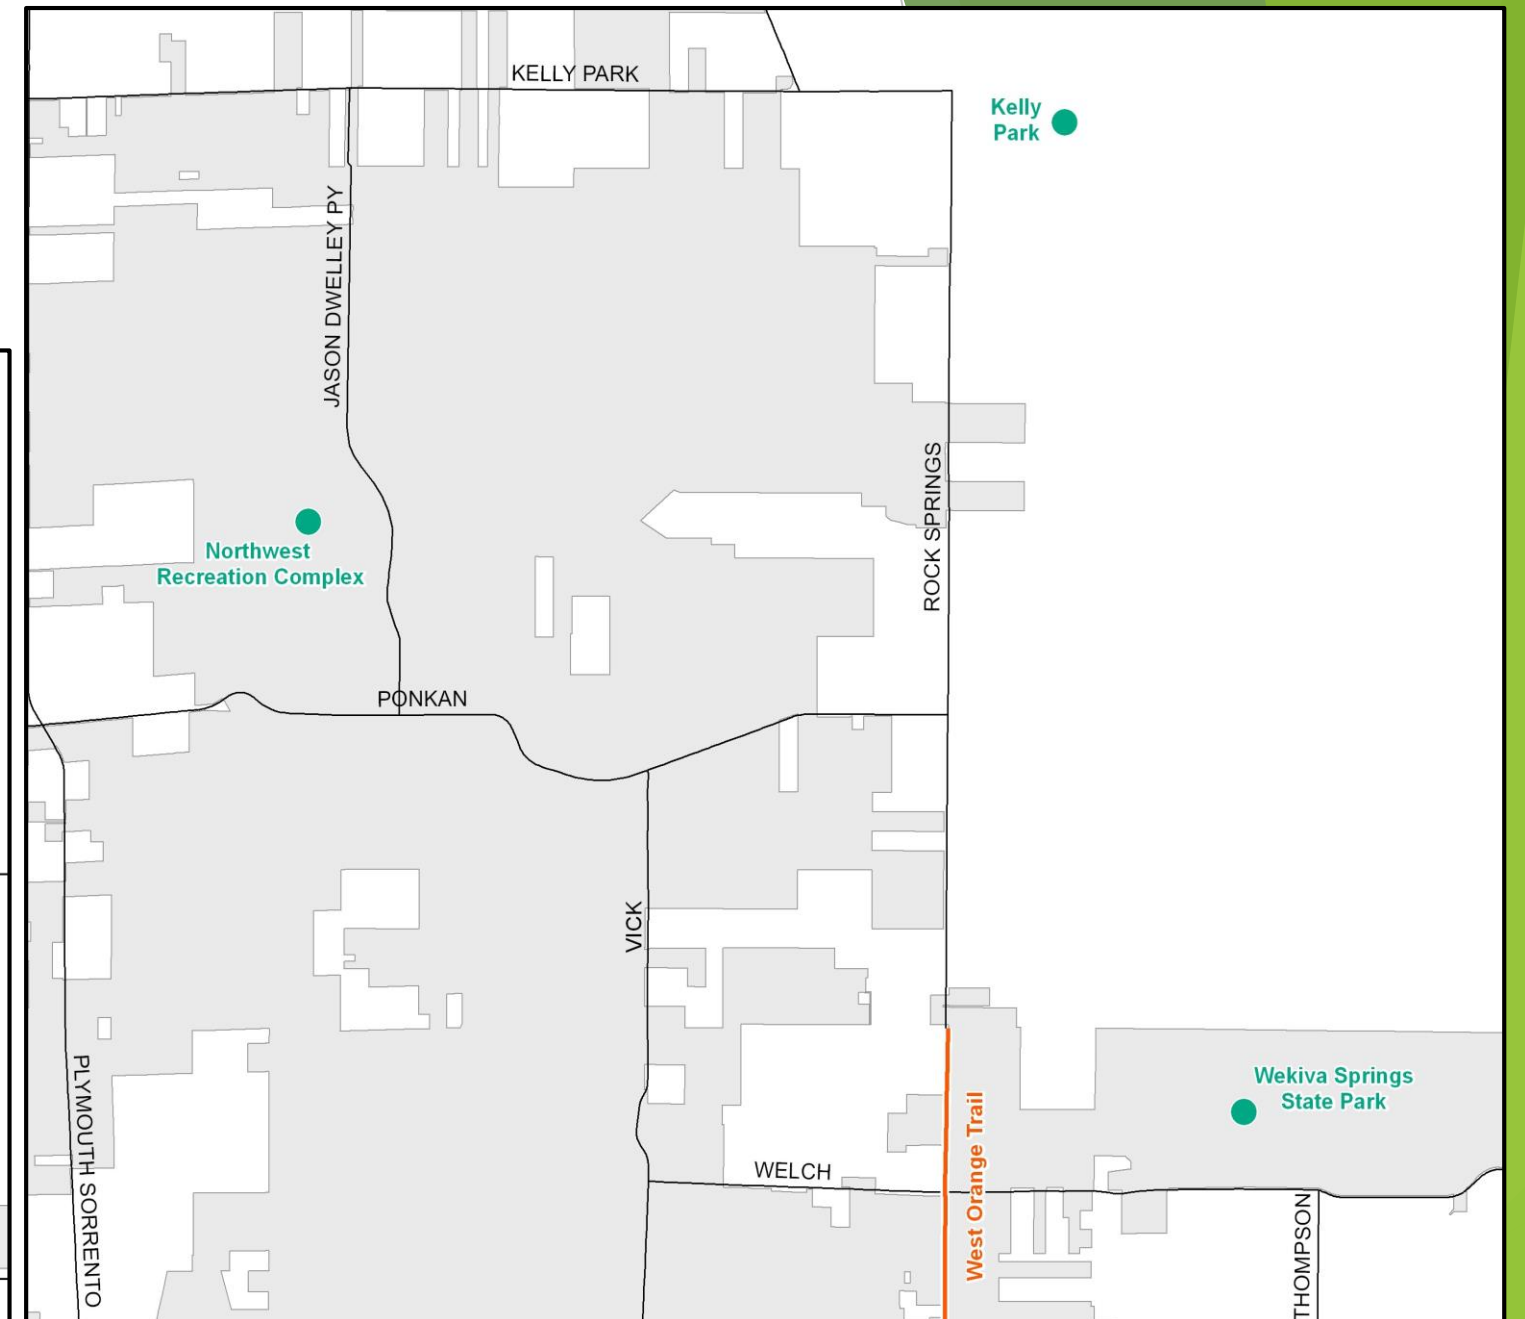 KELLY PARK
Kelly
Park
JASON DWELLEY PY
ROCK SPRINGS
Northwest
Recreation Complex
PONKAN
VICK
PLYMOUTH SORRENTO
Wekiva Springs
State Park
West Orange Trail
WELCH
THOMPSON